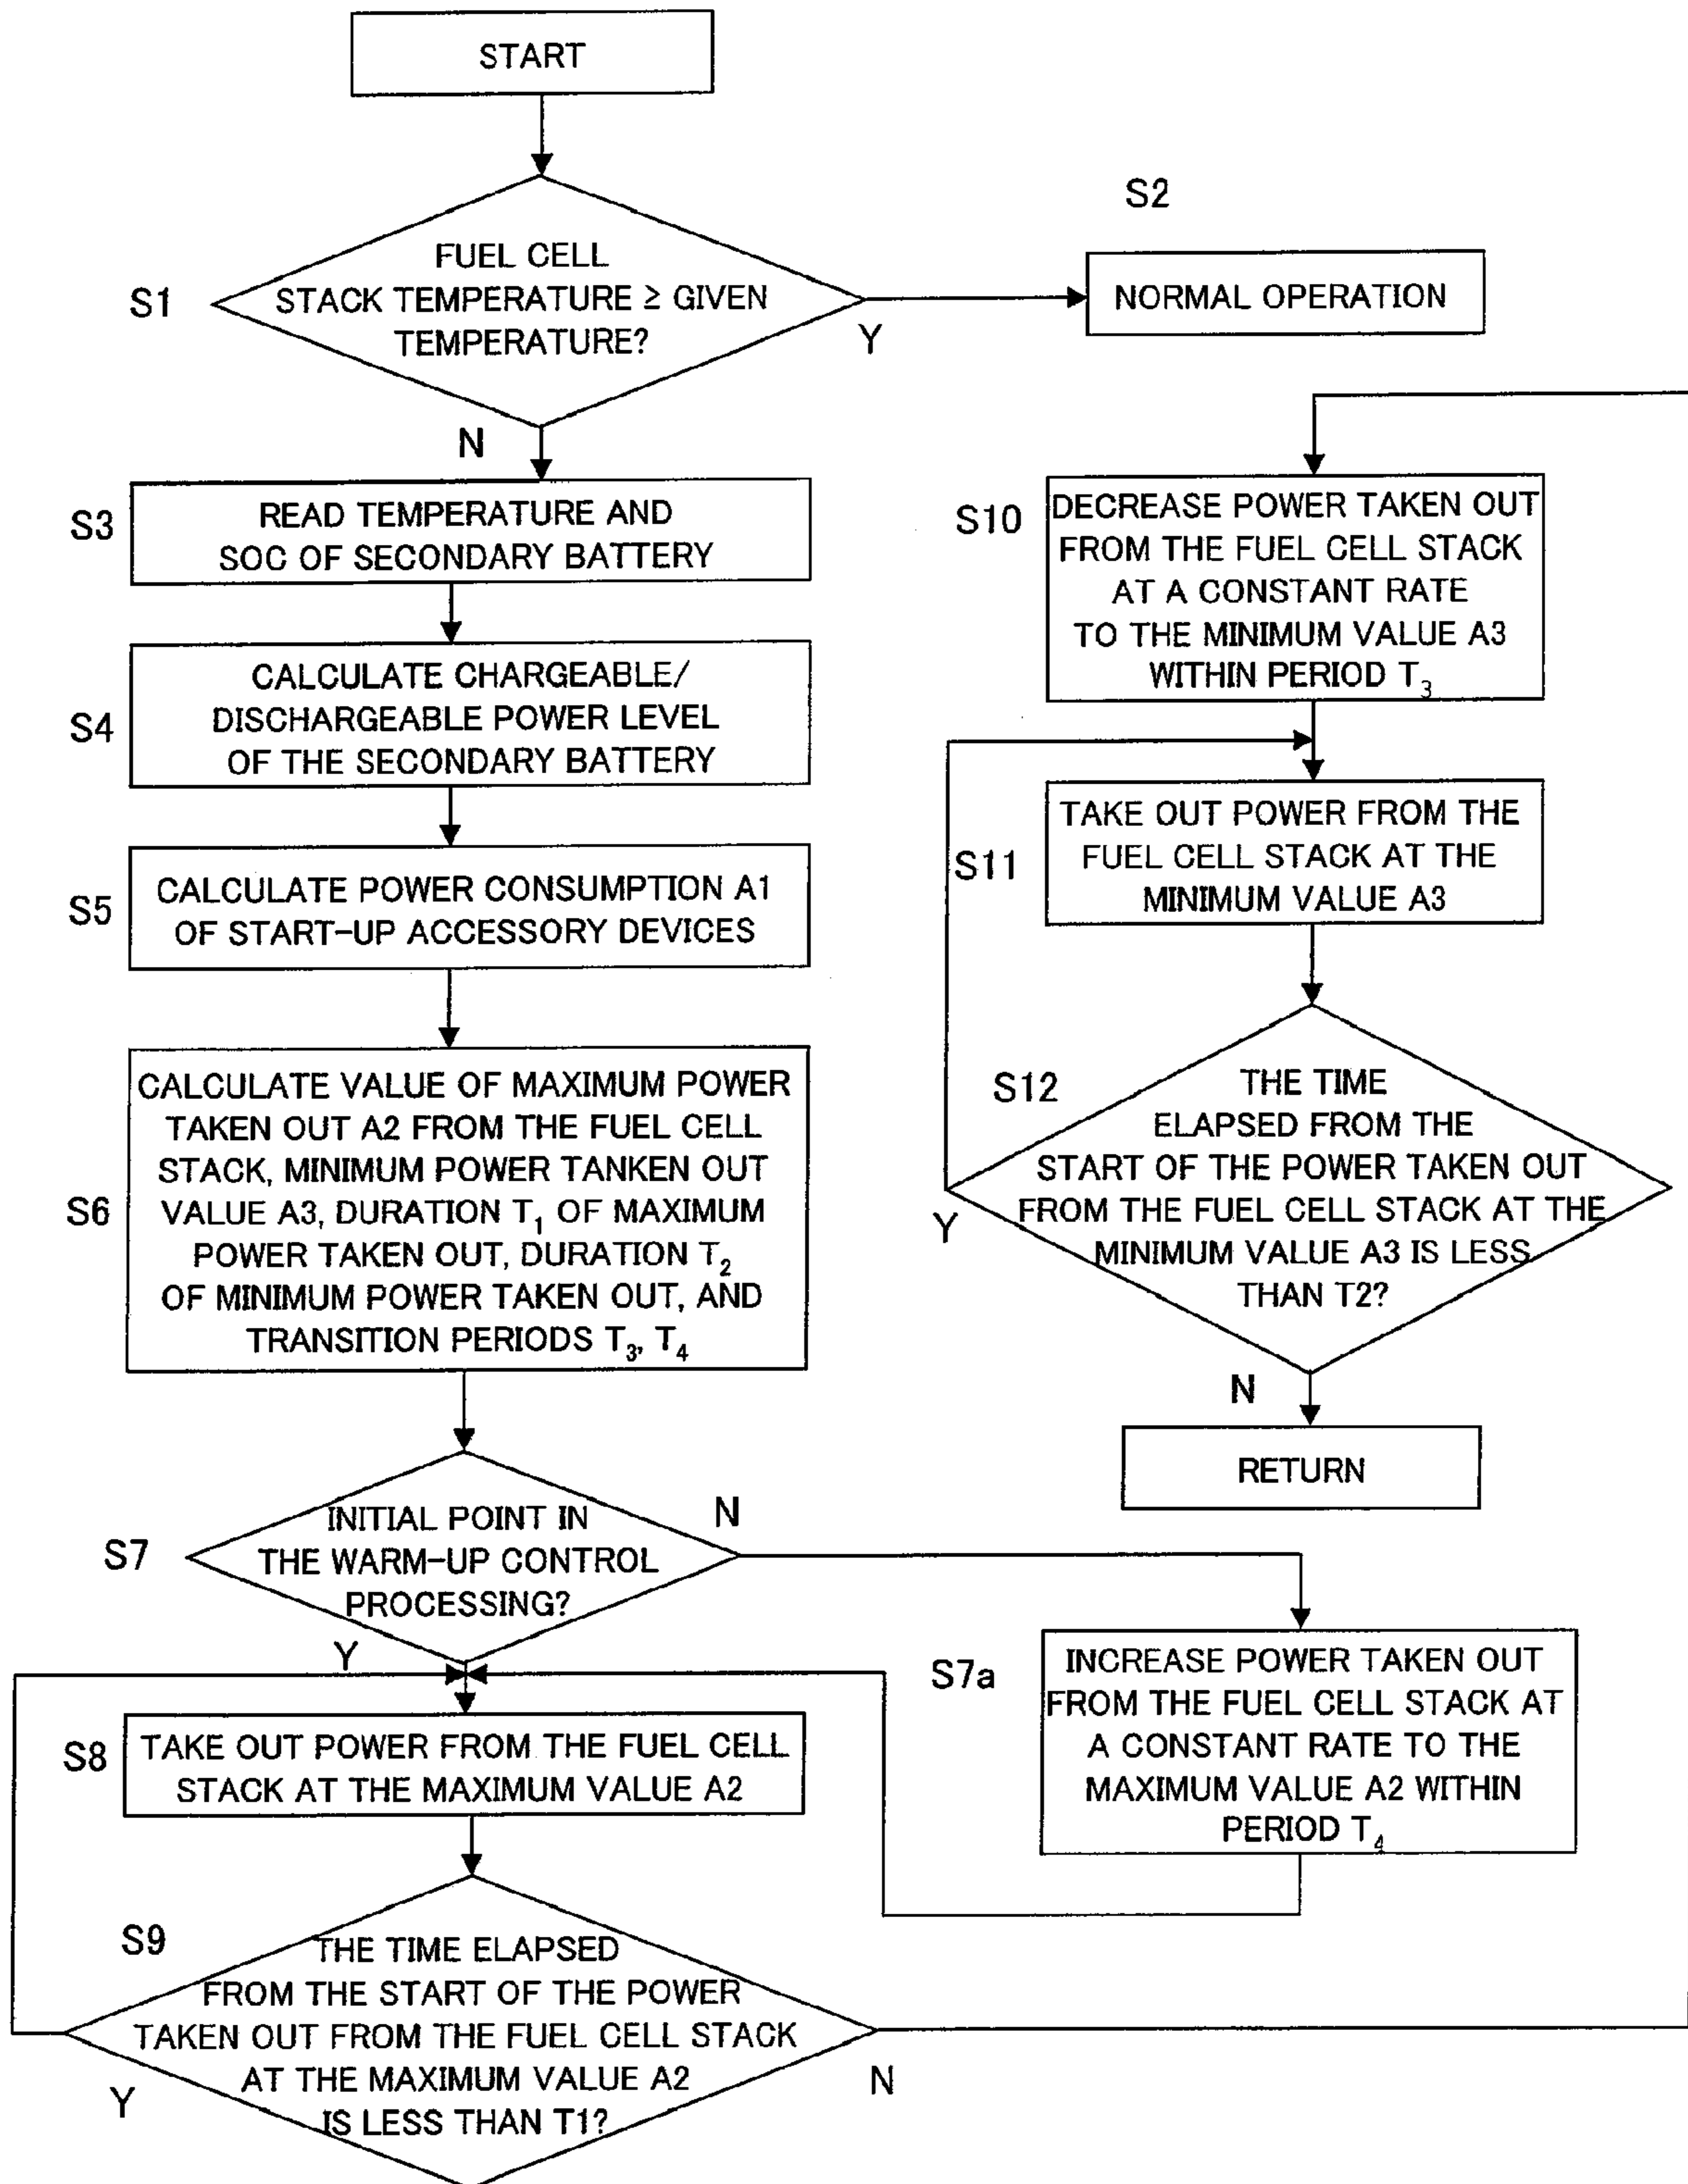 START
S1
FUEL CELL
STACK TEMPERATURE ≥ GIVEN
TEMPERATURE?
Y
N
S2
NORMAL OPERATION
S3
READ TEMPERATURE AND
SOC OF SECONDARY BATTERY
S4
CALCULATE CHARGEABLE/
DISCHARGEABLE POWER LEVEL
OF THE SECONDARY BATTERY
S5
CALCULATE POWER CONSUMPTION A1
OF START-UP ACCESSORY DEVICES
S6
CALCULATE VALUE OF MAXIMUM POWER
TAKEN OUT A2 FROM THE FUEL CELL
STACK, MINIMUM POWER TANKEN OUT
VALUE A3, DURATION T1 OF MAXIMUM
POWER TAKEN OUT, DURATION T2
OF MINIMUM POWER TAKEN OUT, AND
TRANSITION PERIODS T3, T4
S7
INITIAL POINT IN
THE WARM-UP CONTROL
PROCESSING?
N
Y
S7a
INCREASE POWER TAKEN OUT
FROM THE FUEL CELL STACK AT
A CONSTANT RATE TO THE
MAXIMUM VALUE A2 WITHIN
PERIOD T4
S8
TAKE OUT POWER FROM THE FUEL CELL
STACK AT THE MAXIMUM VALUE A2
S9
THE TIME ELAPSED
FROM THE START OF THE POWER
TAKEN OUT FROM THE FUEL CELL STACK
AT THE MAXIMUM VALUE A2
IS LESS THAN T1?
Y
N
S10
DECREASE POWER TAKEN OUT
FROM THE FUEL CELL STACK
AT A CONSTANT RATE
TO THE MINIMUM VALUE A3
WITHIN PERIOD T3
S11
TAKE OUT POWER FROM THE
FUEL CELL STACK AT THE
MINIMUM VALUE A3
S12
THE TIME
ELAPSED FROM THE
START OF THE POWER TAKEN OUT
FROM THE FUEL CELL STACK AT THE
MINIMUM VALUE A3 IS LESS
THAN T2?
Y
N
RETURN